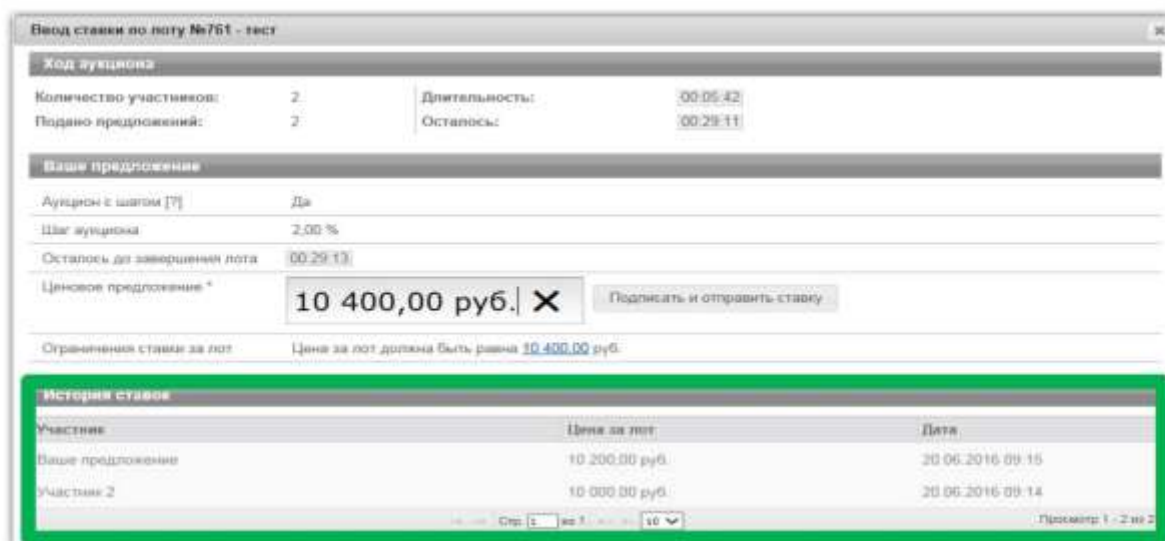 Ввод ставки по лоту №761 - тест
Ход аукциона
Количество участников: 2 Длительность: 00:05:42
Подано предложений: 2 Осталось: 00:29:11
Ваше предложение
Аукцион с шагом [?] Да
Шаг аукциона 2,00 %
Осталось до завершения лота 00:29:13
Ценовое предложение * 10 400,00 руб. Подписать и отправить ставку
Ограничения ставки за лот Цена за лот должна быть равна 10 400,00 руб.
История ставок
Участник Цена за лот Дата
Ваше предложение 10 200,00 руб. 20.06.2016 09:15
Участник 2 10 000,00 руб. 20.06.2016 09:14
Стр. 1 из 1 10 Просмотр 1 - 2 из 2